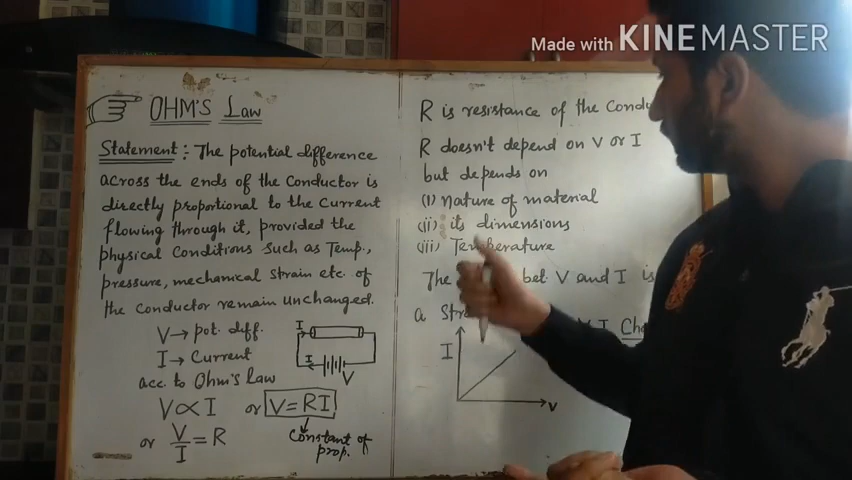 Made with KINEMASTER
OHM'S Law
Statement: The potential difference
across the ends of the Conductor is
directly proportional to the Current
flowing through it, provided the
physical Conditions such as Temp.,
pressure, mechanical strain etc. of
the Conductor remain unchanged.
V → pot. diff.
I → Current
acc. to Ohm's law
V ∝ I or V = RI
or V/I = R
Constant of
prop.
I
I
V
R is resistance of the
R doesn't depend on V or I
but depends on
(i) Nature of material
(ii) its dimensions
(iii) Temperature
The bet. V and I is
a
I
V